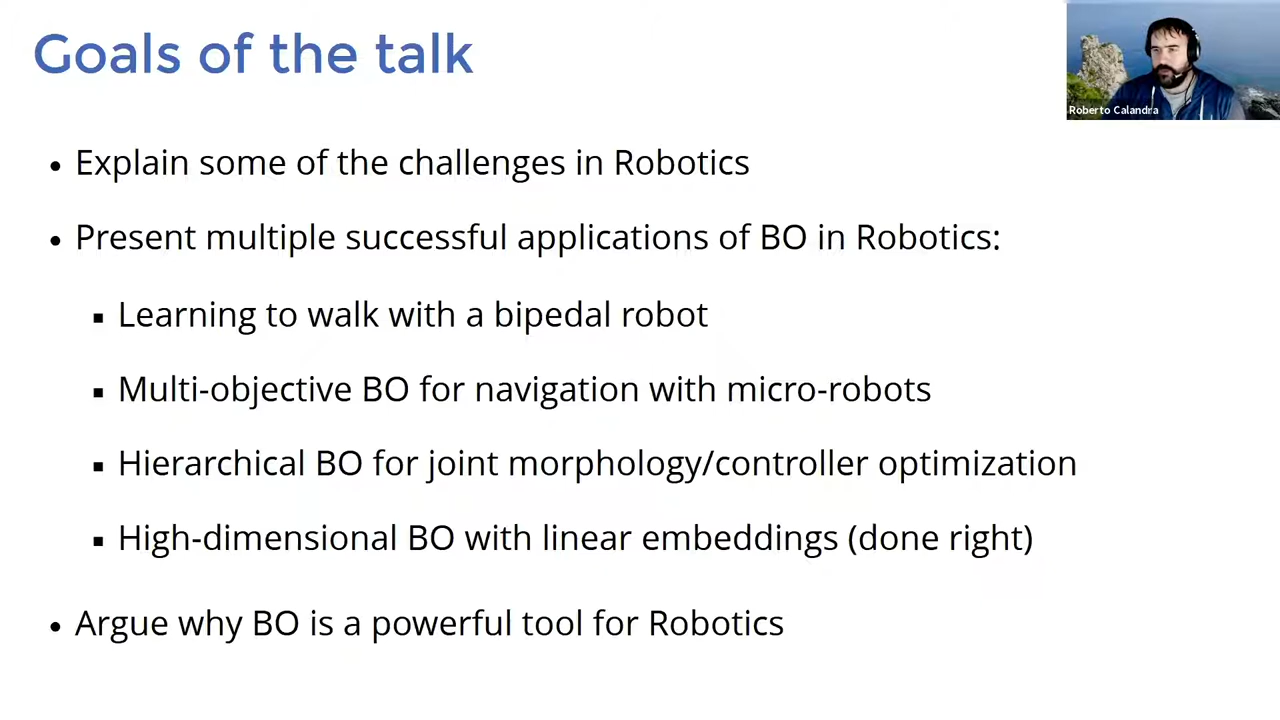 Goals of the talk
Roberto Calandra
• Explain some of the challenges in Robotics
• Present multiple successful applications of BO in Robotics:
▪ Learning to walk with a bipedal robot
▪ Multi-objective BO for navigation with micro-robots
▪ Hierarchical BO for joint morphology/controller optimization
▪ High-dimensional BO with linear embeddings (done right)
• Argue why BO is a powerful tool for Robotics